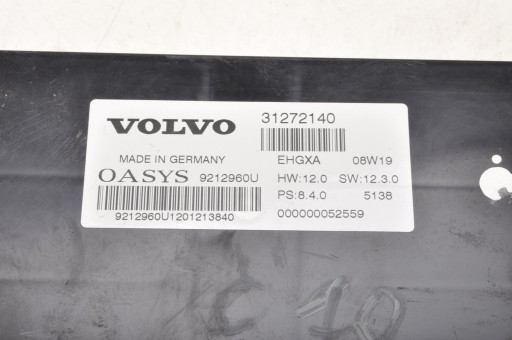 VOLVO 31272140
MADE IN GERMANY EHGXA 08W19
OASYS 9212960U HW:12.0 SW:12.3.0
PS:8.4.0 5138
9212960U1201213840 000000052559